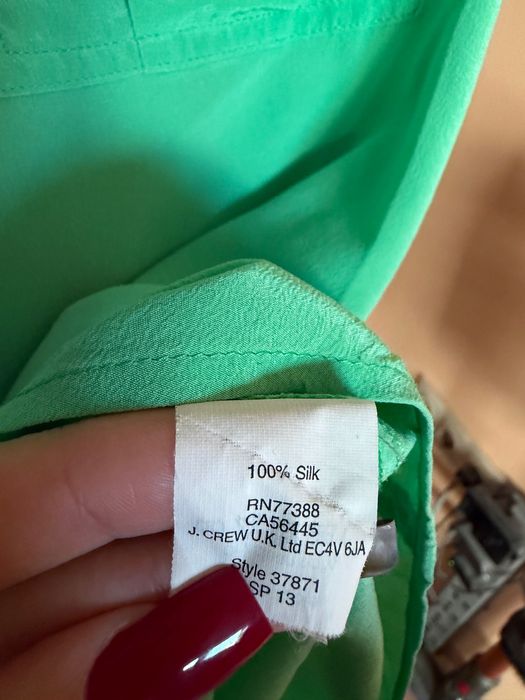 100% Silk
RN77388
CA56445
J. CREW U.K. Ltd EC4V 6JA
Style 37871
SP 13